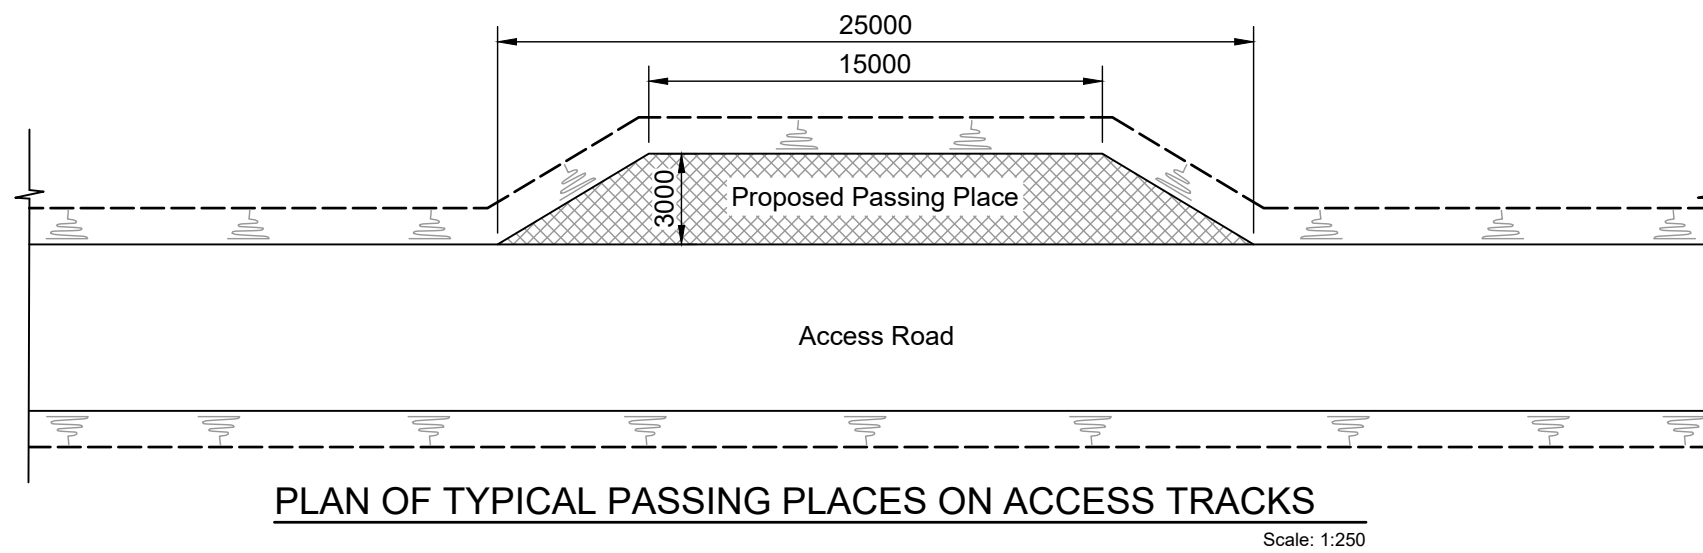 25000
15000
3000
Proposed Passing Place
Access Road
PLAN OF TYPICAL PASSING PLACES ON ACCESS TRACKS
Scale: 1:250